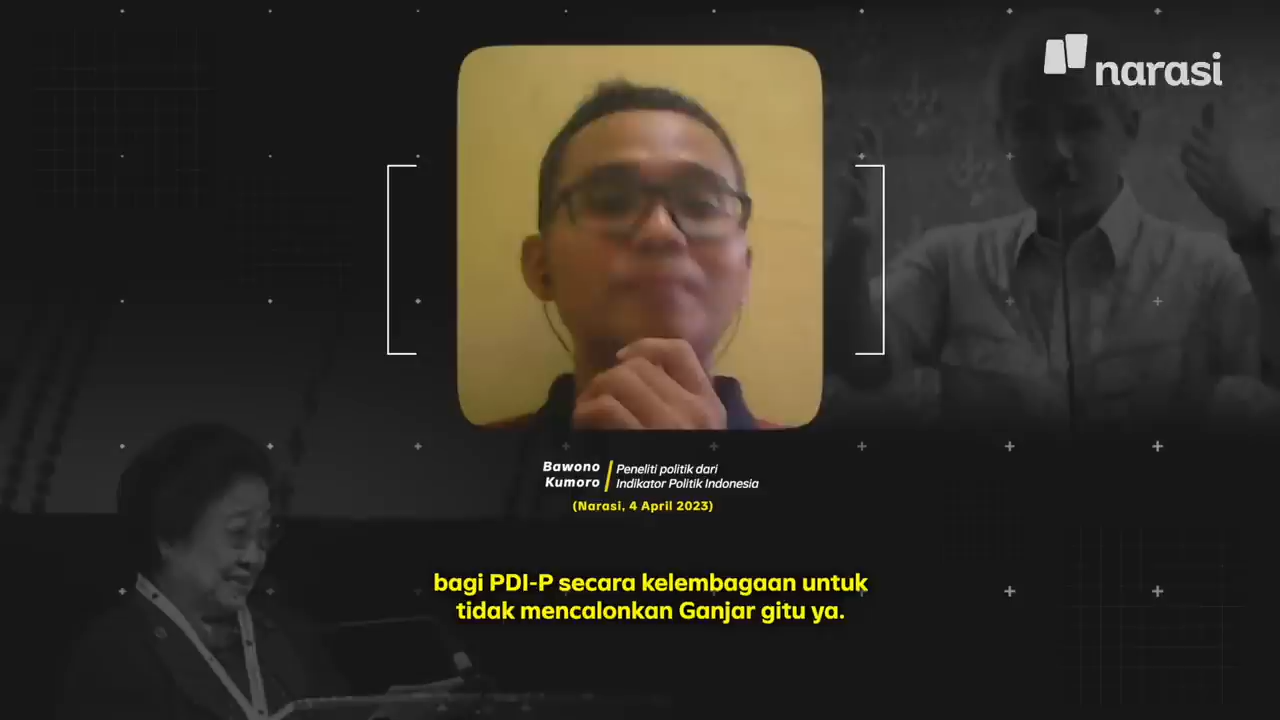 narasi
Bawono
Kumoro
Peneliti politik dari
Indikator Politik Indonesia
(Narasi, 4 April 2023)
bagi PDI-P secara kelembagaan untuk
tidak mencalonkan Ganjar gitu ya.